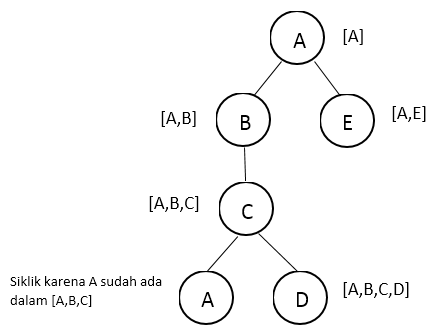 A [A]
[A,B] B E [A,E]
[A,B,C] C
Siklik karena A sudah ada
dalam [A,B,C]
A D [A,B,C,D]